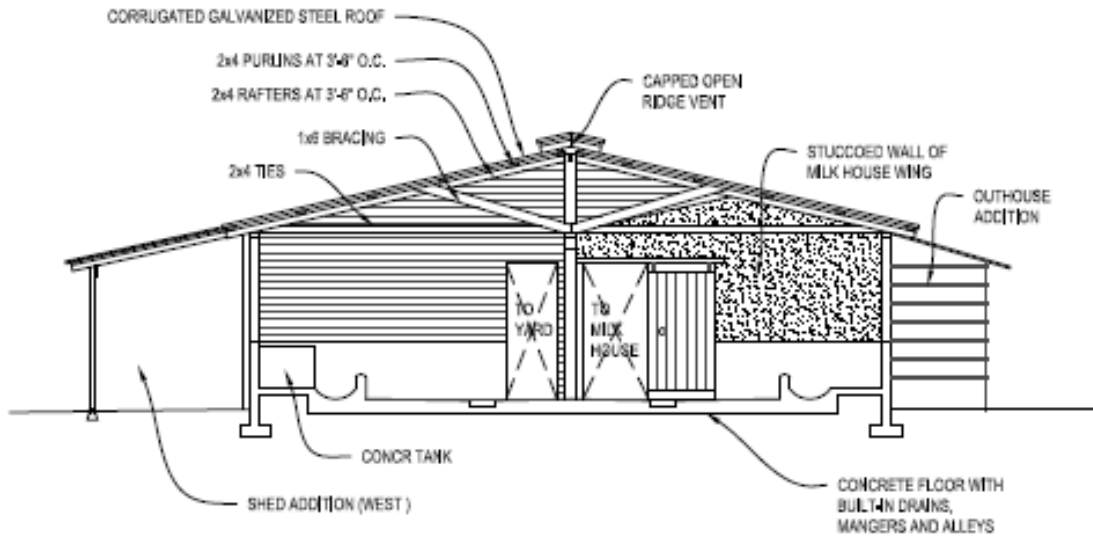 CORRUGATED GALVANIZED STEEL ROOF
2x4 PURLINS AT 3'-6" O.C.
2x4 RAFTERS AT 3'-6" O.C.
1x6 BRACING
2x4 TIES
CAPPED OPEN
RIDGE VENT
STUCCOED WALL OF
MILK HOUSE WING
OUTHOUSE
ADDITION
TO
YARD
TO
MILK
HOUSE
CONCR TANK
SHED ADDITION (WEST )
CONCRETE FLOOR WITH
BUILT-IN DRAINS,
MANGERS AND ALLEYS